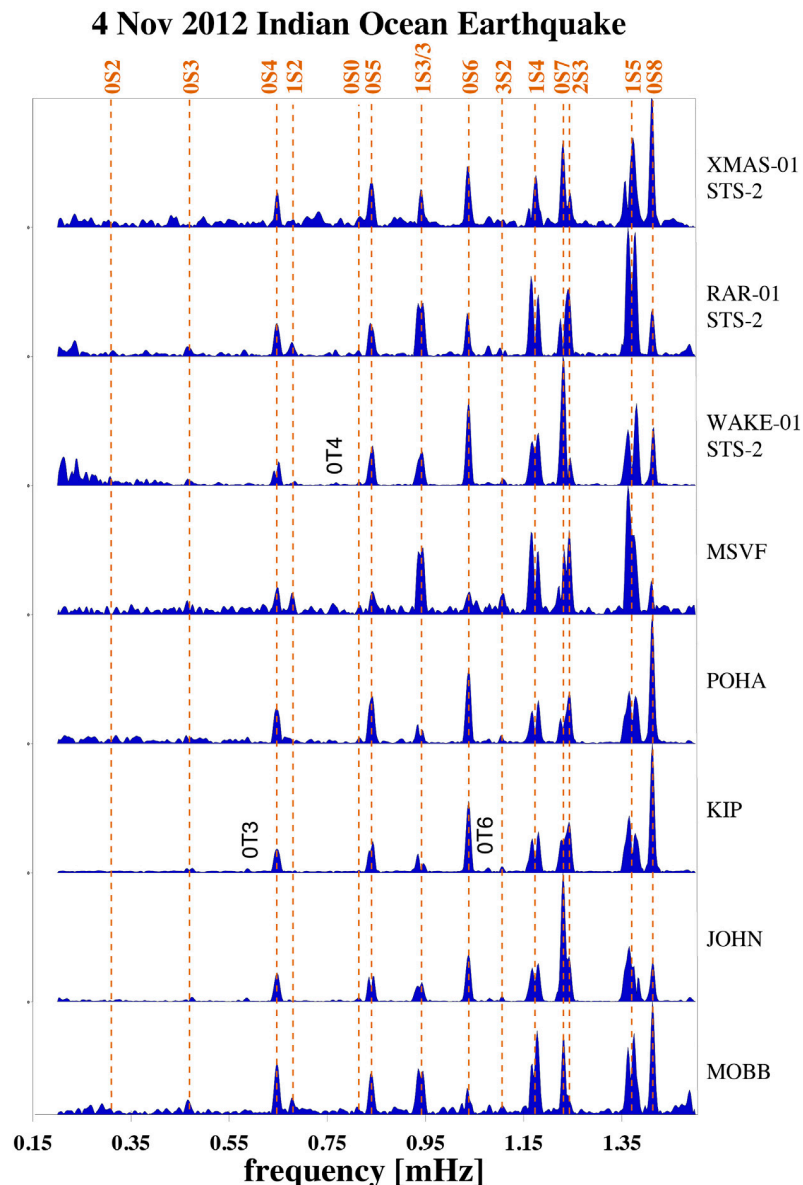 4 Nov 2012 Indian Ocean Earthquake
0S2
0S3
0S4
1S2
0S0
0S5
1S3/3
0S6
3S2
1S4
0S7
2S3
1S5
0S8
XMAS-01
STS-2
RAR-01
STS-2
WAKE-01
STS-2
0T4
MSVF
POHA
KIP
0T3
0T6
JOHN
MOBB
0.15 0.35 0.55 0.75 0.95 1.15 1.35
frequency [mHz]